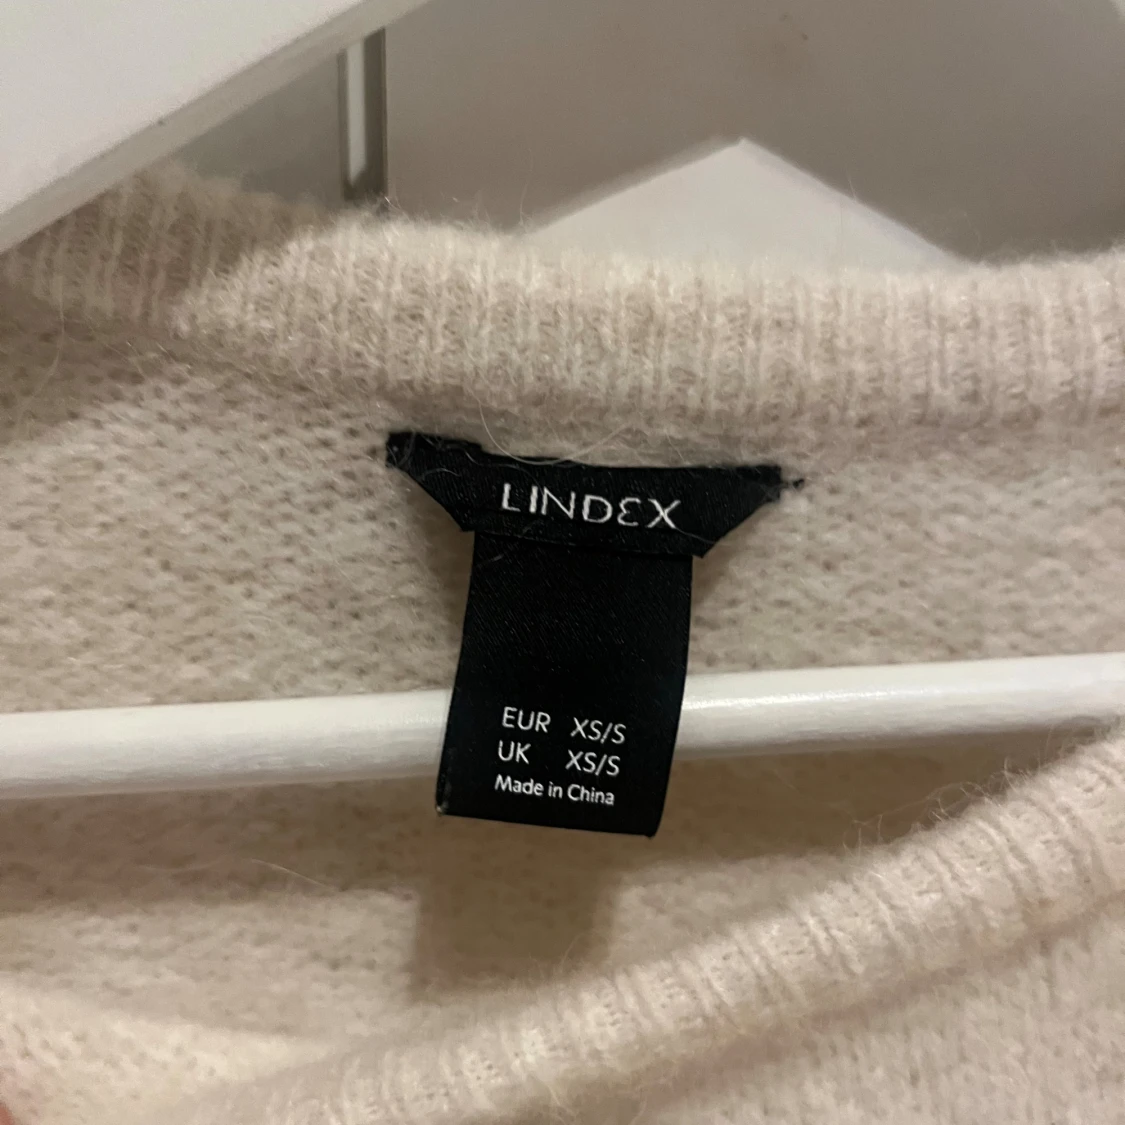 LINDEX
EUR XS/S
UK XS/S
Made in China